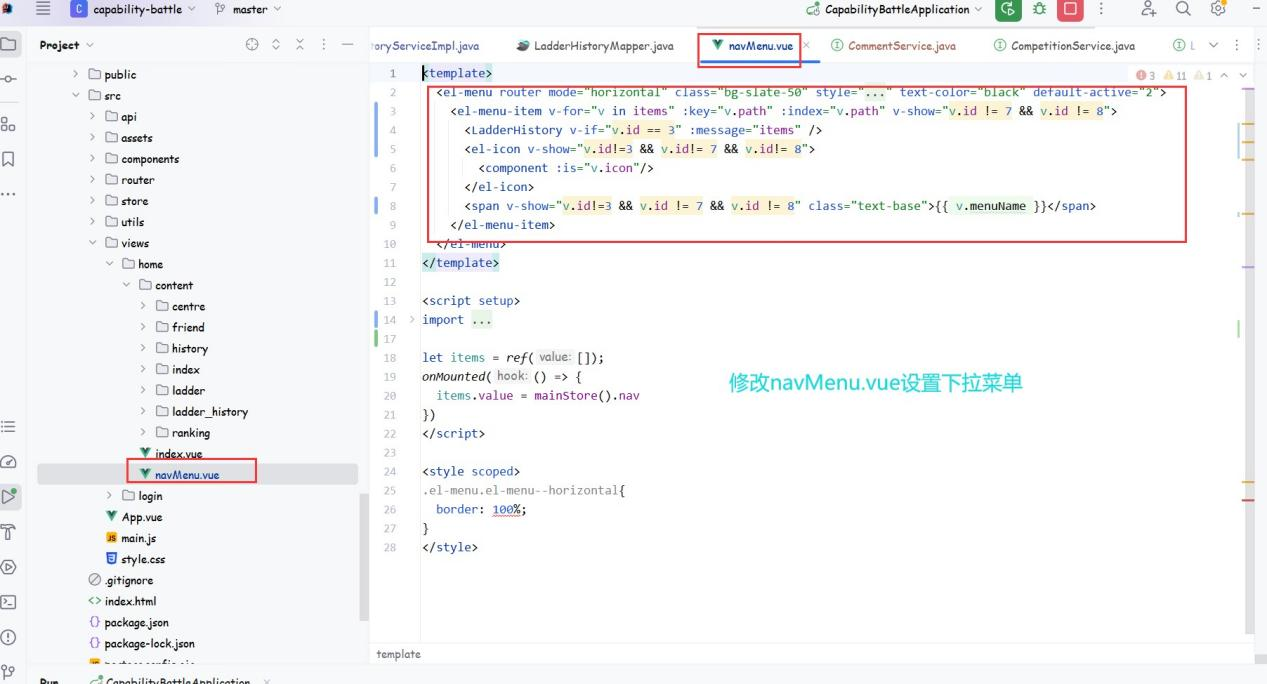 capability-battle
master
CapabilityBattleApplication
Project
toryServiceImpl.java
LadderHistoryMapper.java
navMenu.vue
CommentService.java
CompetitionService.java
public
src
api
assets
components
router
store
utils
views
home
content
centre
friend
history
index
ladder
ladder_history
ranking
index.vue
navMenu.vue
login
App.vue
main.js
style.css
.gitignore
index.html
package.json
package-lock.json
3 11 1
1 <template>
2 <el-menu router mode="horizontal" class="bg-slate-50" style="..." text-color="black" default-active="2">
3 <el-menu-item v-for="v in items" :key="v.path" :index="v.path" v-show="v.id != 7 && v.id != 8">
4 <LadderHistory v-if="v.id == 3" :message="items" />
5 <el-icon v-show="v.id!=3 && v.id!= 7 && v.id!= 8">
6 <component :is="v.icon"/>
7 </el-icon>
8 <span v-show="v.id!=3 && v.id != 7 && v.id != 8" class="text-base">{{ v.menuName }}</span>
9 </el-menu-item>
10 </el-menu>
11 </template>
12
13 <script setup>
14 import ...
17
18 let items = ref( value: []);
19 onMounted( hook: () => {
20 items.value = mainStore().nav
21 })
22 </script>
23
24 <style scoped>
25 .el-menu.el-menu--horizontal{
26 border: 100%;
27 }
28 </style>
修改navMenu.vue设置下拉菜单
template
Run
CapabilityBattleApplication